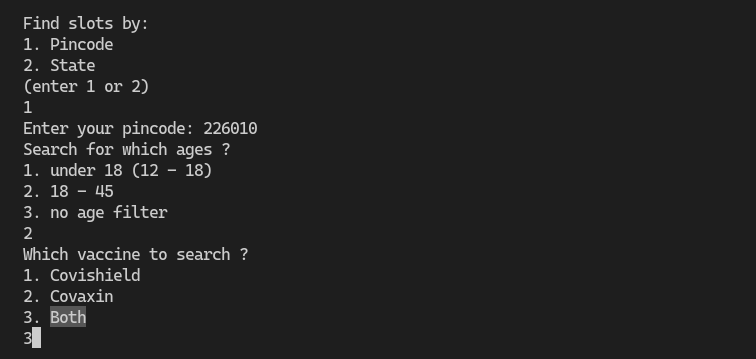 Find slots by:
1. Pincode
2. State
(enter 1 or 2)
1
Enter your pincode: 226010
Search for which ages ?
1. under 18 (12 - 18)
2. 18 - 45
3. no age filter
2
Which vaccine to search ?
1. Covishield
2. Covaxin
3. Both
3